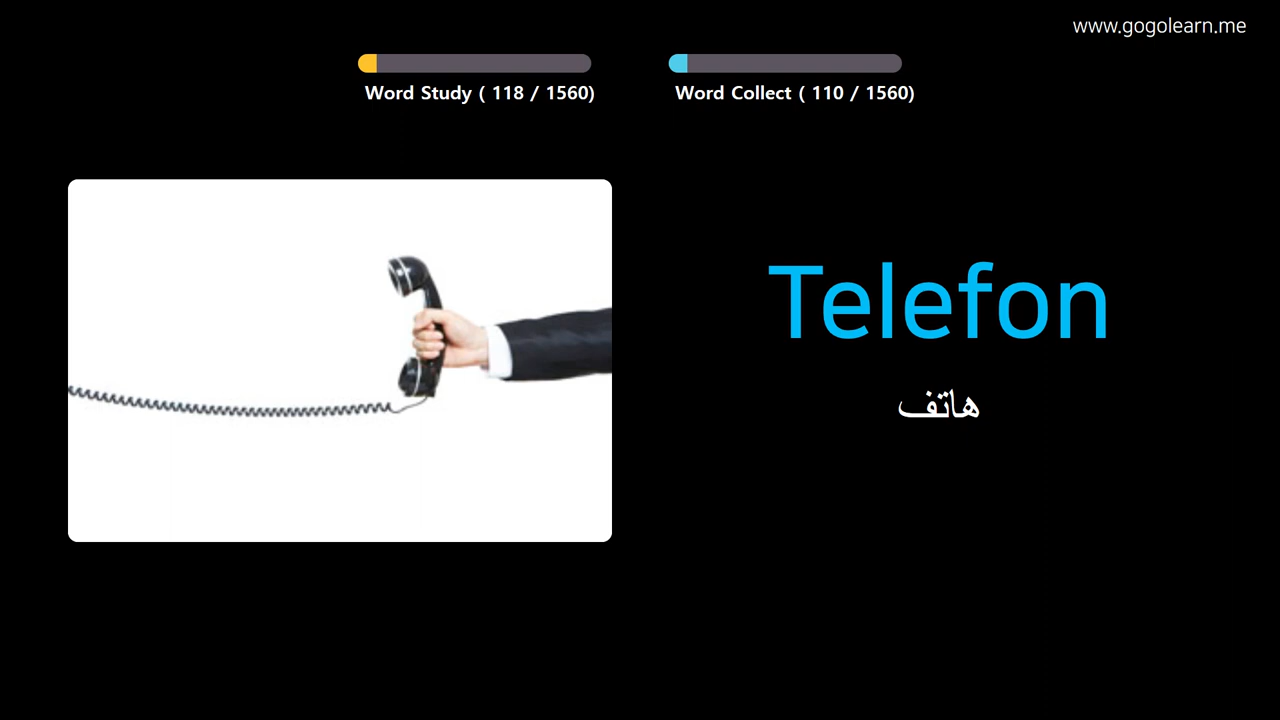 www.gogolearn.me
Word Study ( 118 / 1560)
Word Collect ( 110 / 1560)
Telefon
هاتف